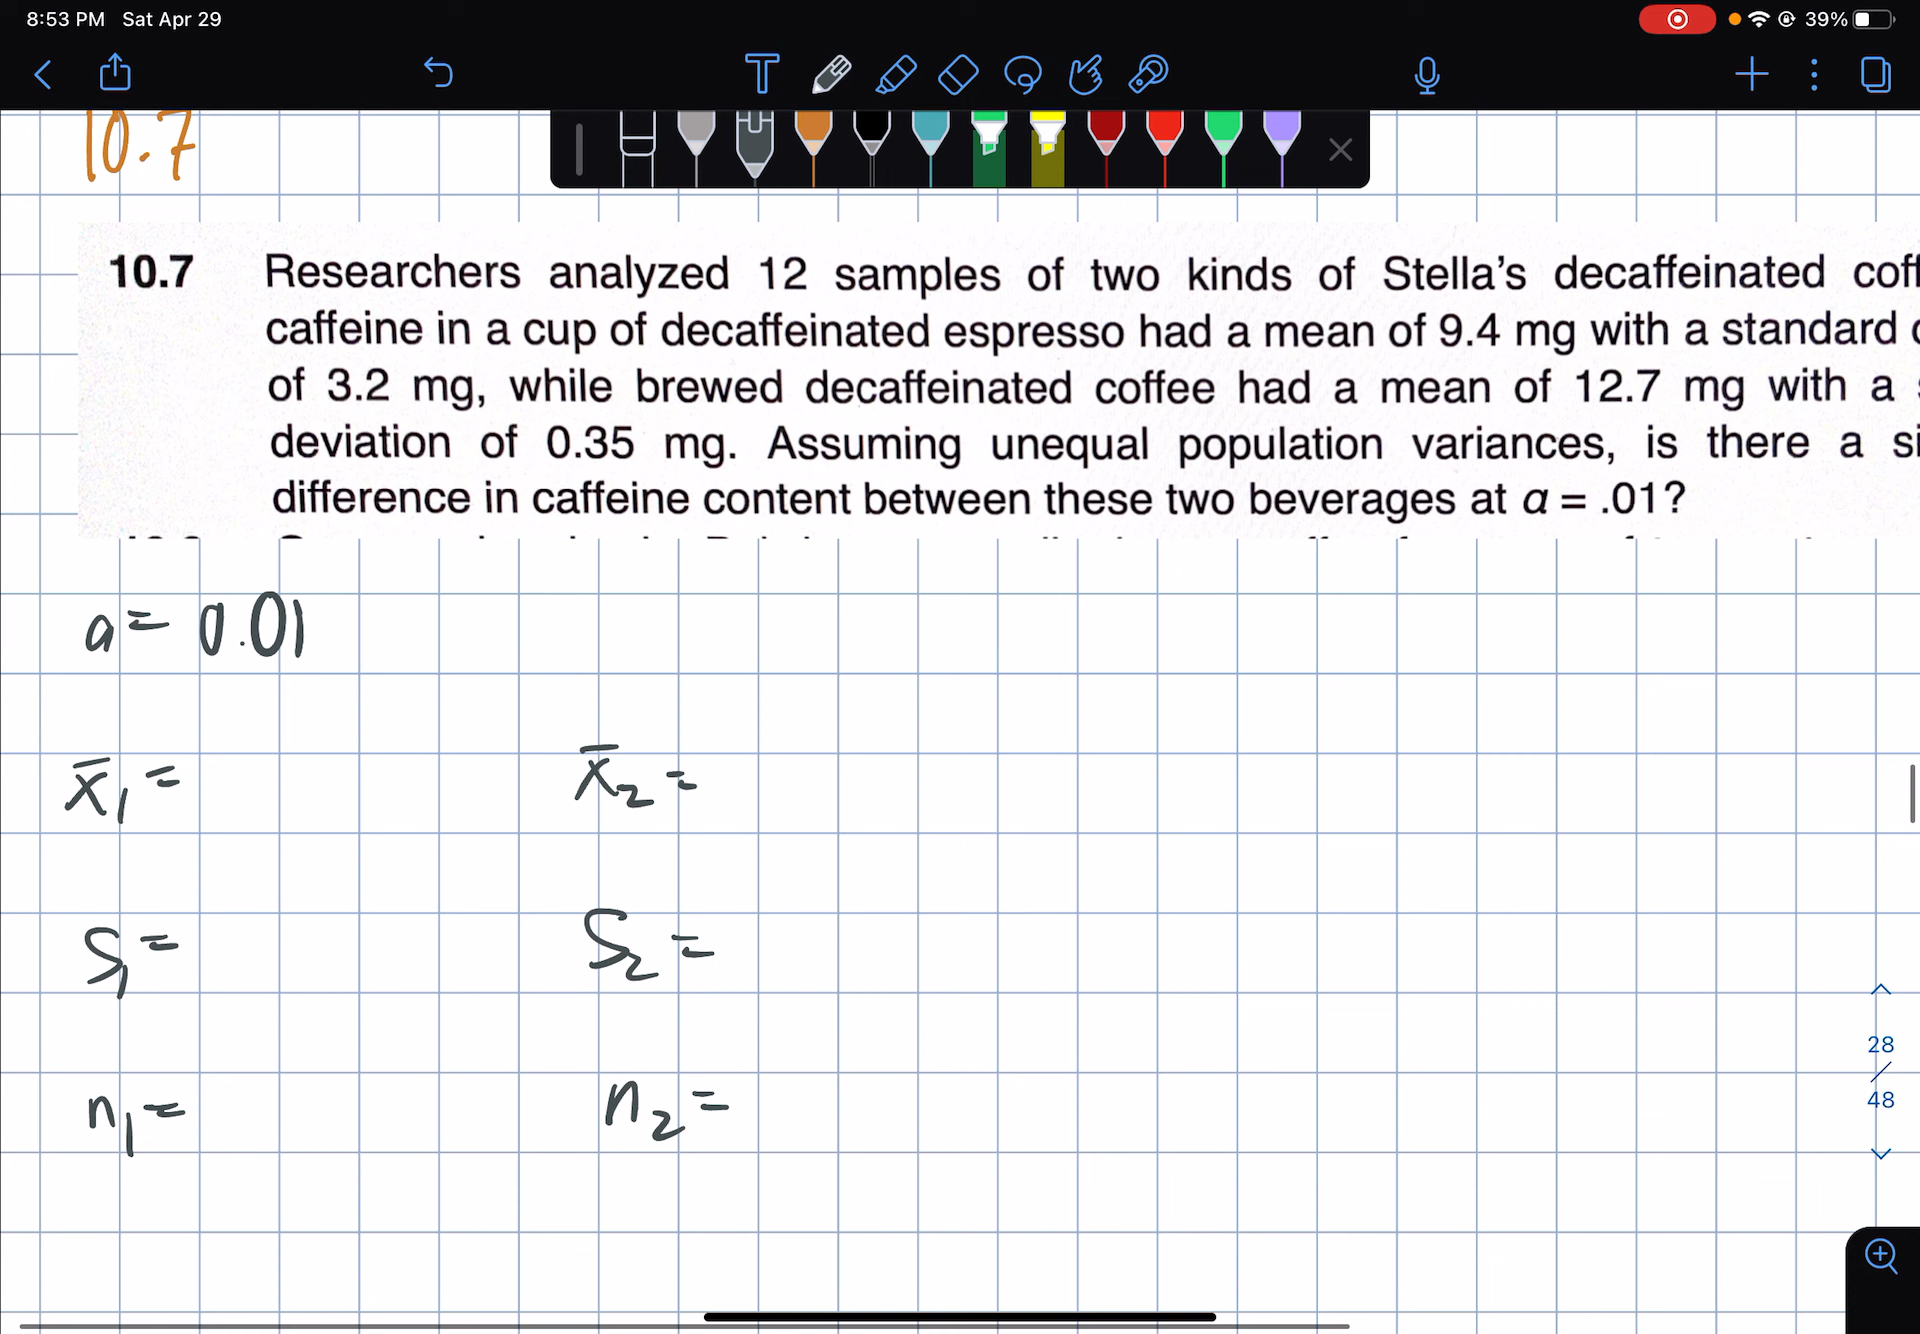 8:53 PM Sat Apr 29
39%
T
10.7
10.7 Researchers analyzed 12 samples of two kinds of Stella's decaffeinated coff
caffeine in a cup of decaffeinated espresso had a mean of 9.4 mg with a standard
of 3.2 mg, while brewed decaffeinated coffee had a mean of 12.7 mg with a
deviation of 0.35 mg. Assuming unequal population variances, is there a si
difference in caffeine content between these two beverages at α = .01?
a = 0.01
x̄₁ = x̄₂ =
S₁ = S₂ =
n₁ = n₂ =
28
/
48